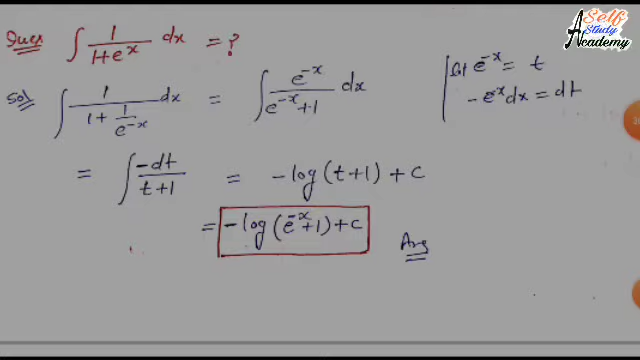 Self
Study
Academy
Ques ∫ 1/(1+e^x) dx = ?
Sol ∫ 1/(1 + 1/e^-x) dx = ∫ e^-x/(e^-x+1) dx
let e^-x = t
-e^-x dx = dt
= ∫ -dt/(t+1) = -log(t+1) + c
= -log(e^-x+1) + c
Ans